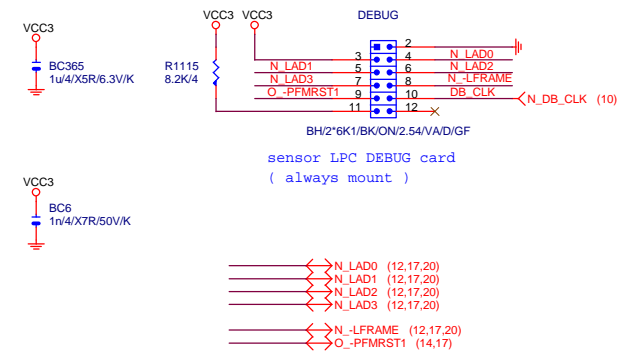 VCC3 VCC3 DEBUG
VCC3
BC365
1u/4/X5R/6.3V/K
R1115
8.2K/4
2
3 4 N_LAD0
N_LAD1 5 6 N_LAD2
N_LAD3 7 8 N_-LFRAME
O_-PFMRST1 9 10 DB_CLK N_DB_CLK (10)
11 12
BH/2*6K1/BK/ON/2.54/VA/D/GF
sensor LPC DEBUG card
( always mount )
VCC3
BC6
1n/4/X7R/50V/K
N_LAD0 (12,17,20)
N_LAD1 (12,17,20)
N_LAD2 (12,17,20)
N_LAD3 (12,17,20)
N_-LFRAME (12,17,20)
O_-PFMRST1 (14,17)